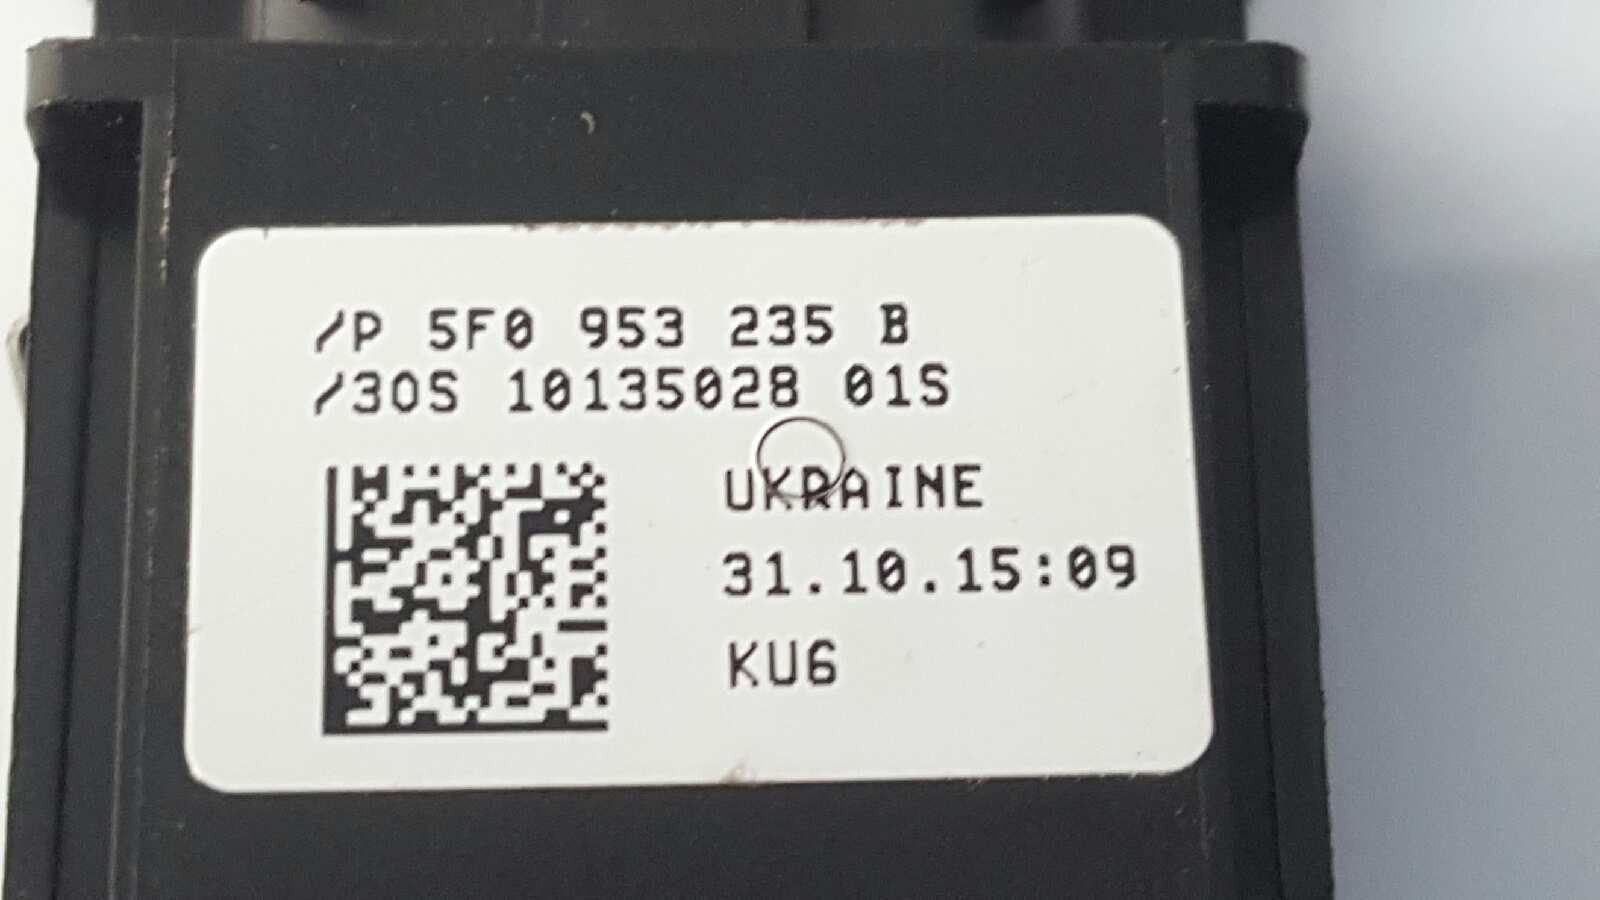 /P 5F0 953 235 B
/30S 10135028 01S
UKRAINE
31.10.15:09
KU6